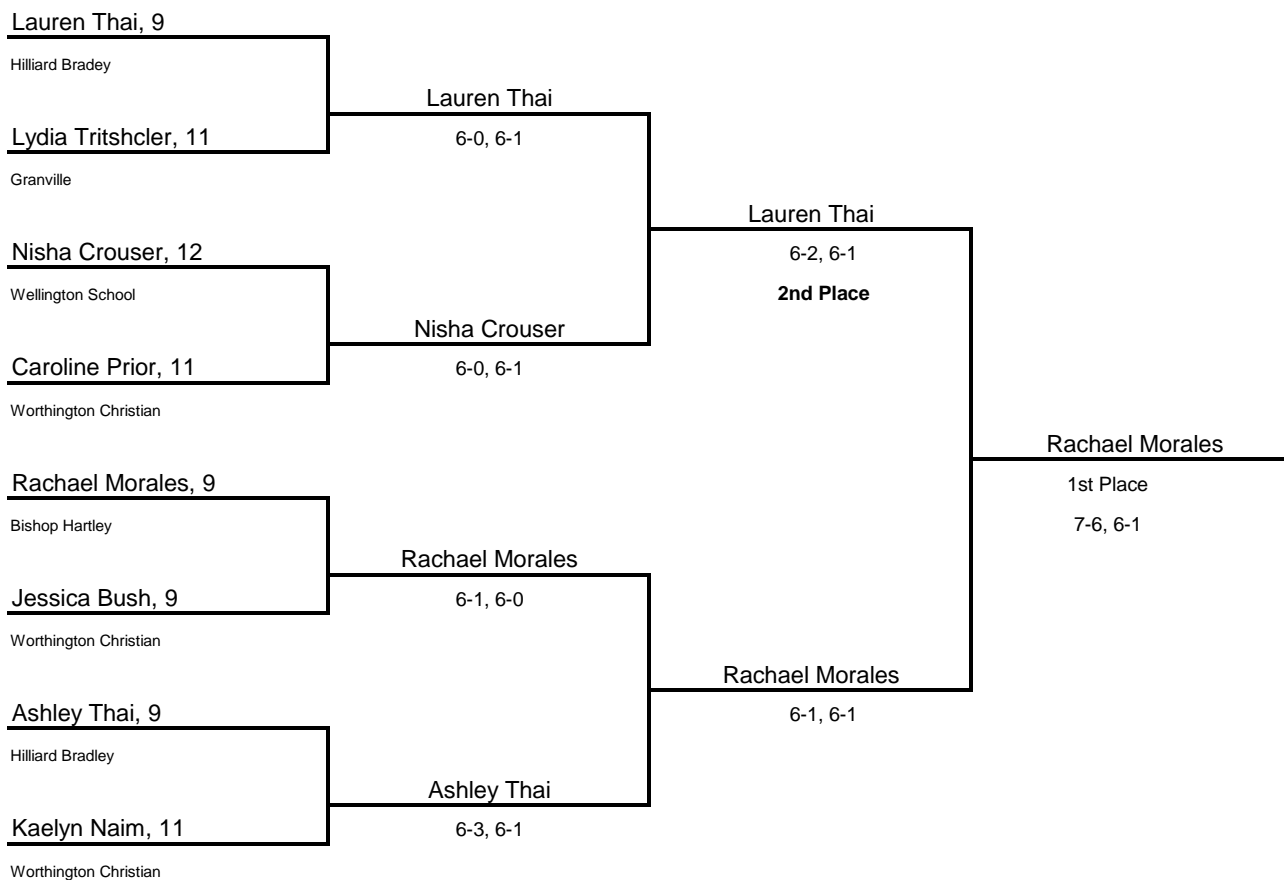 Lauren Thai, 9
Hilliard Bradey
Lauren Thai
Lydia Tritshcler, 11
6-0, 6-1
Granville
Lauren Thai
Nisha Crouser, 12
6-2, 6-1
Wellington School
2nd Place
Nisha Crouser
Caroline Prior, 11
6-0, 6-1
Worthington Christian
Rachael Morales
Rachael Morales, 9
1st Place
Bishop Hartley
7-6, 6-1
Rachael Morales
Jessica Bush, 9
6-1, 6-0
Worthington Christian
Rachael Morales
Ashley Thai, 9
6-1, 6-1
Hilliard Bradley
Ashley Thai
Kaelyn Naim, 11
6-3, 6-1
Worthington Christian